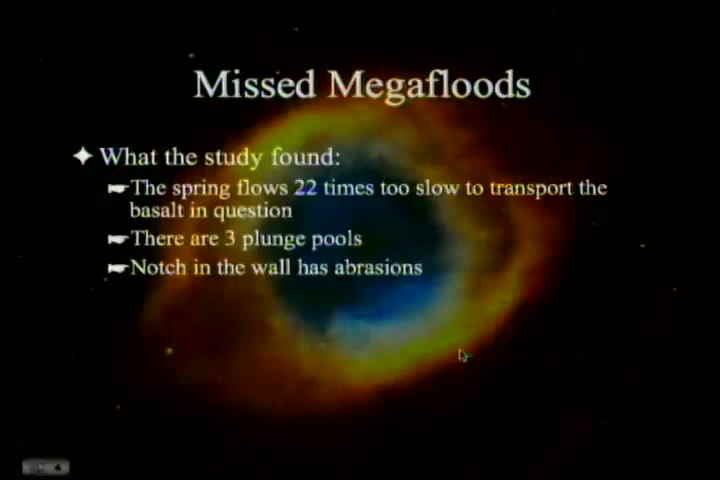 Missed Megafloods
What the study found:
The spring flows 22 times too slow to transport the
basalt in question
There are 3 plunge pools
Notch in the wall has abrasions